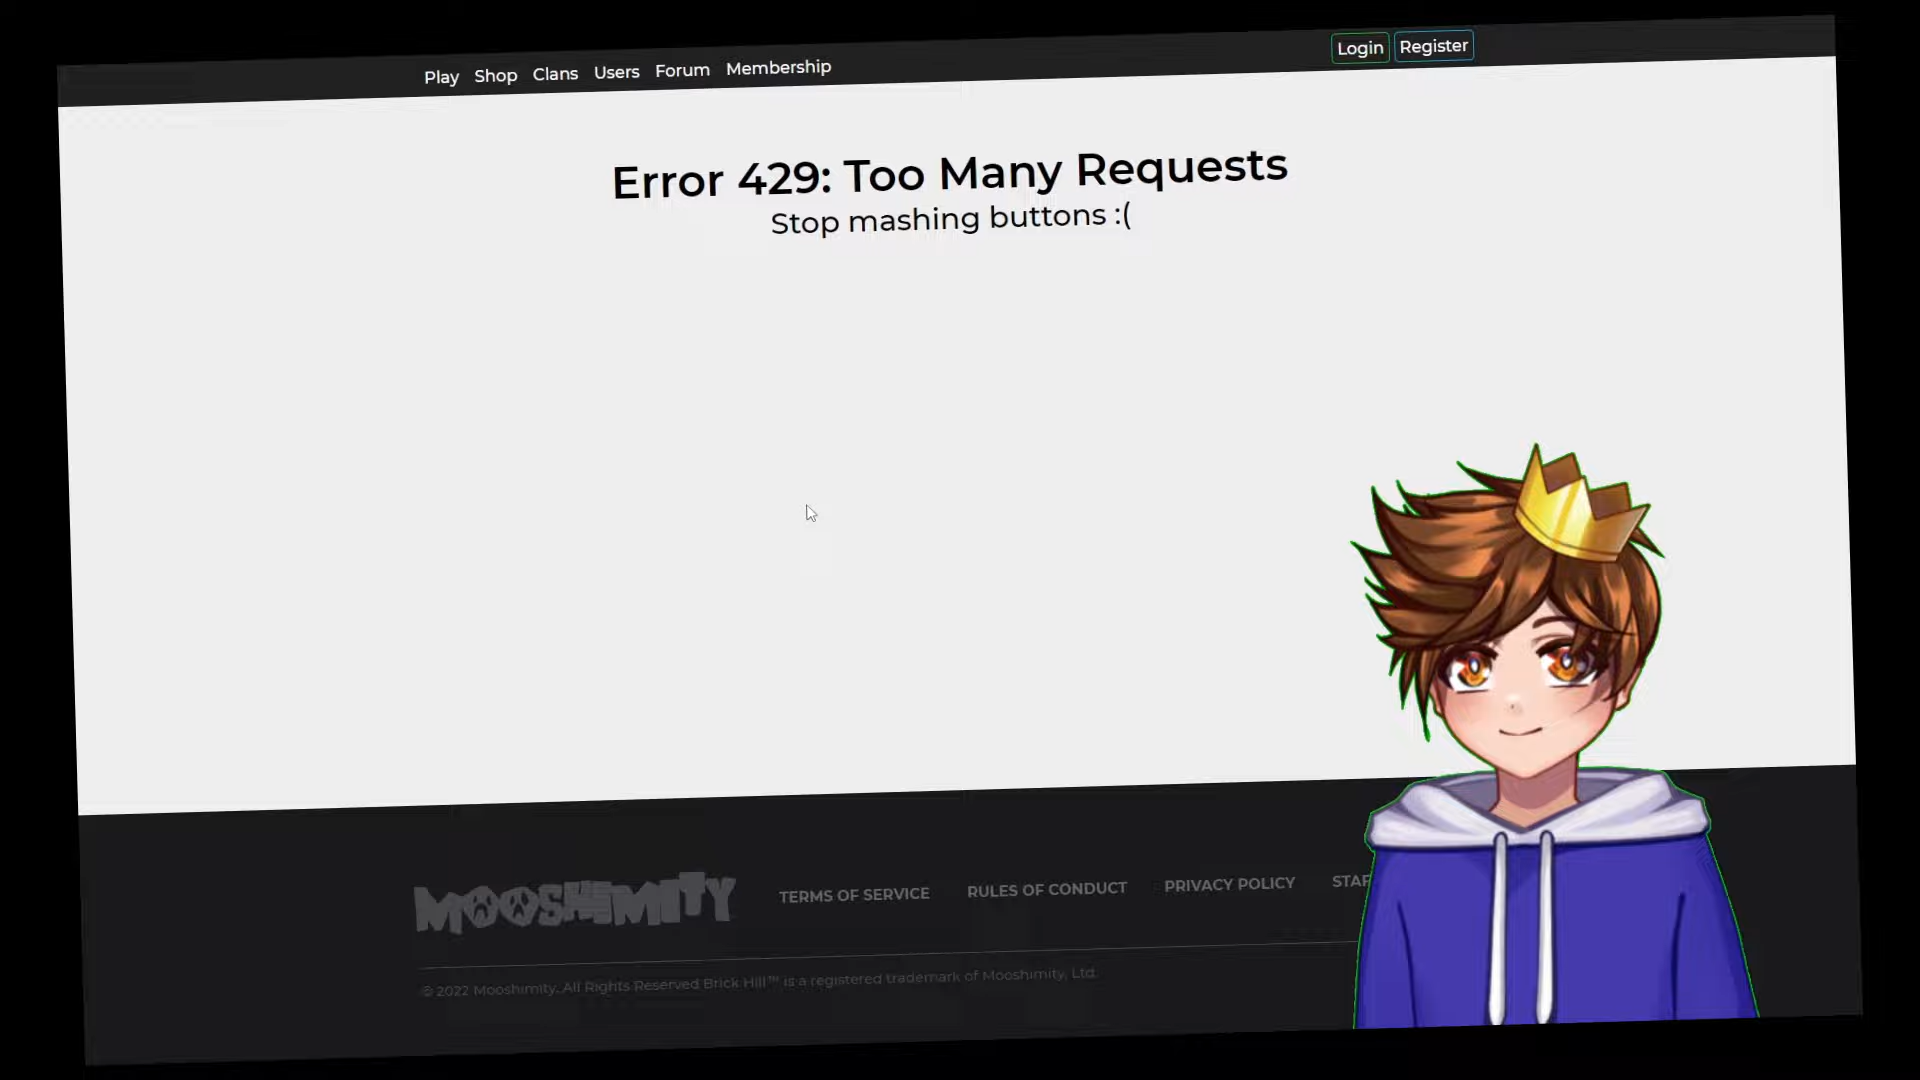 Play Shop Clans Users Forum Membership Login Register
Error 429: Too Many Requests
Stop mashing buttons :(
MOOSHIMITY TERMS OF SERVICE RULES OF CONDUCT PRIVACY POLICY STAF
© 2022 Mooshimity. All Rights Reserved Brick Hill™ is a registered trademark of Mooshimity, Ltd.